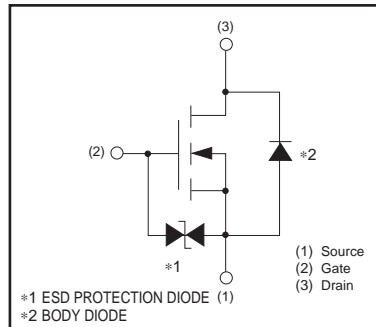 (3)
(2)
∗2
∗1
(1)
(1) Source
(2) Gate
(3) Drain
∗1 ESD PROTECTION DIODE
∗2 BODY DIODE